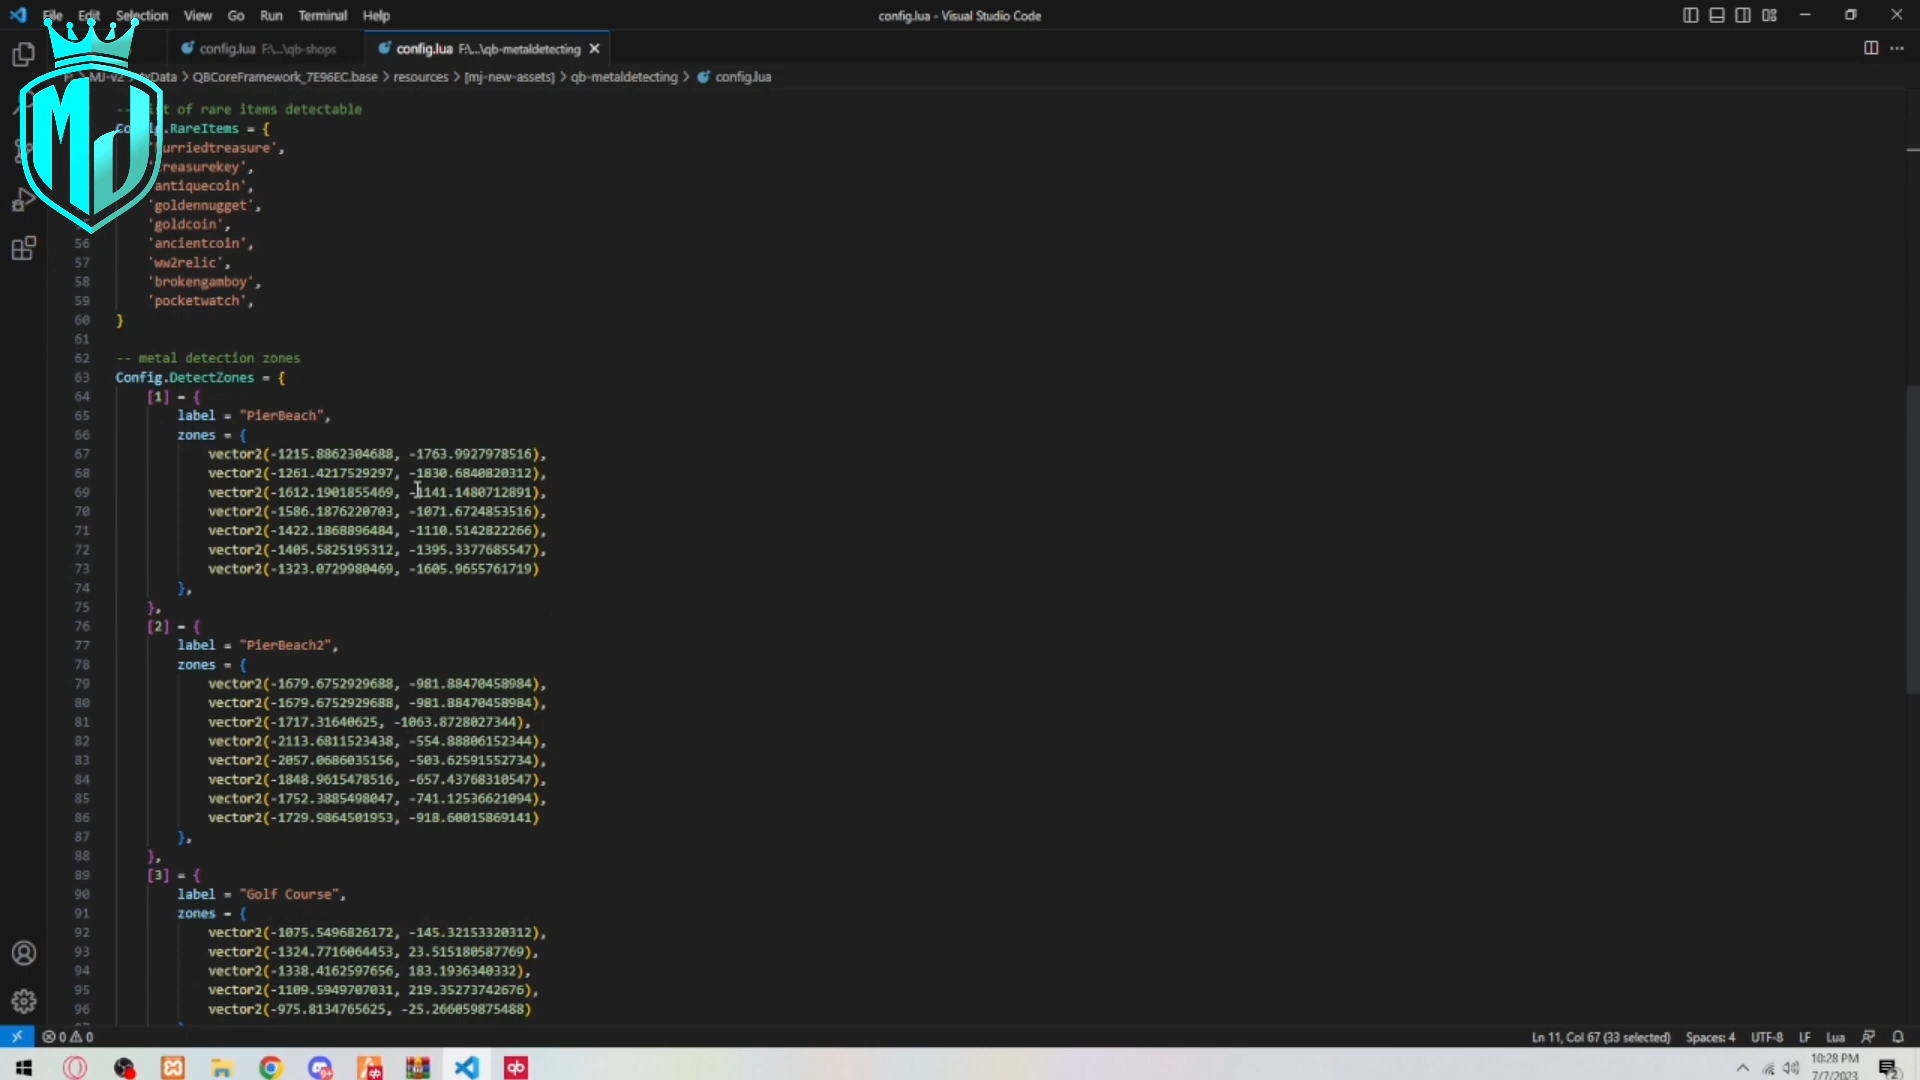 File Edit Selection View Go Run Terminal Help
config.lua - Visual Studio Code
config.lua F:\...\qb-shops
config.lua F:\...\qb-metaldetecting
MJ-v2 > txData > QBCoreFramework_7E96EC.base > resources > [mj-new-assets] > qb-metaldetecting > config.lua
MJ
of rare items detectable
.RareItems = {
urriedtreasure',
treasurekey',
antiquecoin',
'goldennugget',
'goldcoin',
56 'ancientcoin',
57 'ww2relic',
58 'brokengamboy',
59 'pocketwatch',
60 }
61
62 -- metal detection zones
63 Config.DetectZones = {
64 [1] = {
65 label = "PierBeach",
66 zones = {
67 vector2(-1215.8862304688, -1763.9927978516),
68 vector2(-1261.4217529297, -1830.6840820312),
69 vector2(-1612.1901855469, -1141.1480712891),
70 vector2(-1586.1876220703, -1071.6724853516),
71 vector2(-1422.1868896484, -1110.5142822266),
72 vector2(-1405.5825195312, -1395.3377685547),
73 vector2(-1323.0729980469, -1605.9655761719)
74 },
75 },
76 [2] = {
77 label = "PierBeach2",
78 zones = {
79 vector2(-1679.6752929688, -981.88470458984),
80 vector2(-1679.6752929688, -981.88470458984),
81 vector2(-1717.31640625, -1063.8728027344),
82 vector2(-2113.6811523438, -554.88806152344),
83 vector2(-2057.0686035156, -503.62591552734),
84 vector2(-1848.9615478516, -657.43768310547),
85 vector2(-1752.3885498047, -741.12536621094),
86 vector2(-1729.9864501953, -918.60015869141)
87 },
88 },
89 [3] = {
90 label = "Golf Course",
91 zones = {
92 vector2(-1075.5496826172, -145.32153320312),
93 vector2(-1324.7716064453, 23.515180587769),
94 vector2(-1338.4162597656, 183.1936340332),
95 vector2(-1109.5949707031, 219.35273742676),
96 vector2(-975.8134765625, -25.266059875488)
0 0
Ln 11, Col 67 (33 selected) Spaces: 4 UTF-8 LF Lua
10:28 PM
7/7/2023